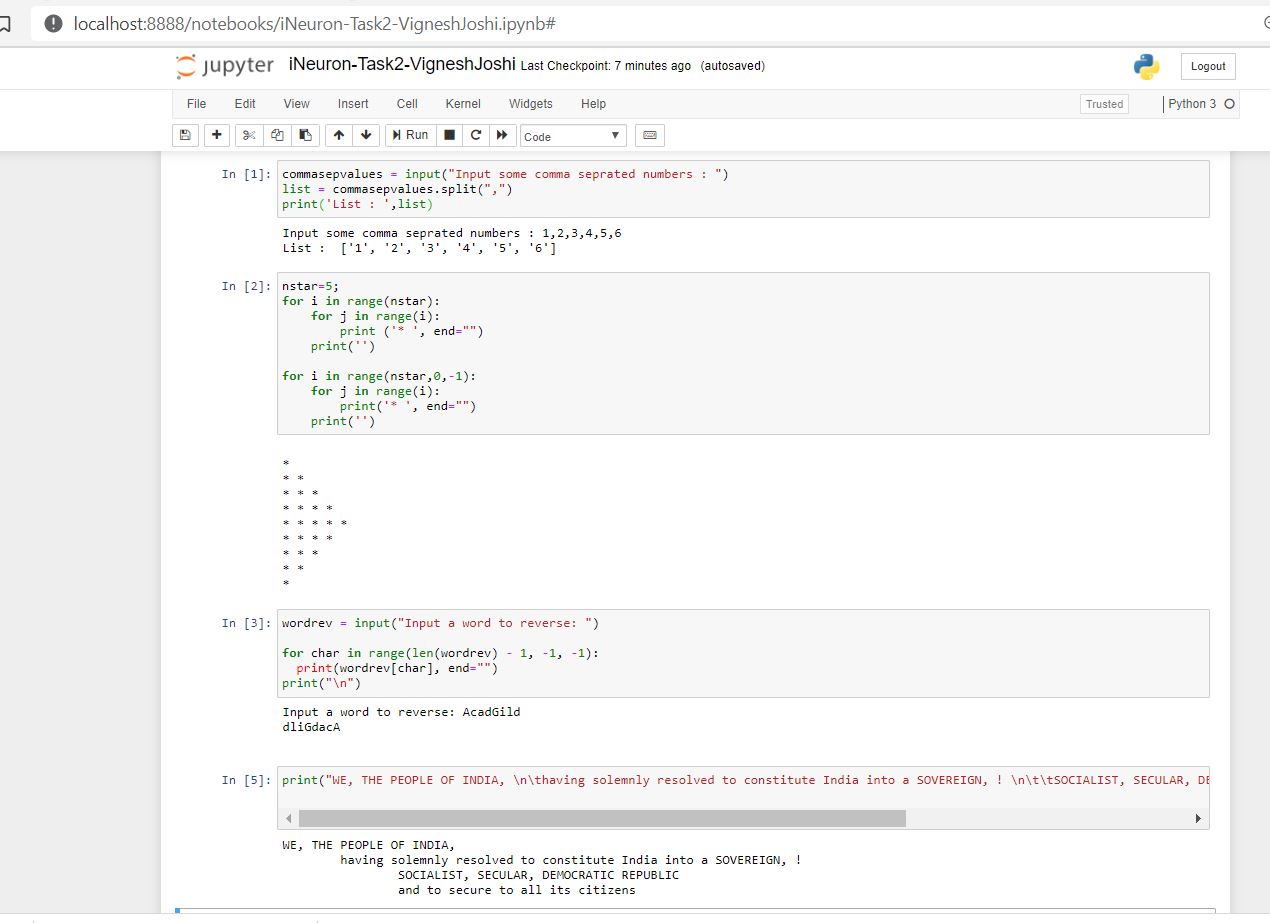 localhost:8888/notebooks/iNeuron-Task2-VigneshJoshi.ipynb#
jupyter iNeuron-Task2-VigneshJoshi Last Checkpoint: 7 minutes ago (autosaved) Logout
File Edit View Insert Cell Kernel Widgets Help Trusted Python 3
Run Code
In [1]: commasepvalues = input("Input some comma seprated numbers : ")
list = commasepvalues.split(",")
print('List : ',list)
Input some comma seprated numbers : 1,2,3,4,5,6
List :  ['1', '2', '3', '4', '5', '6']
In [2]: nstar=5;
for i in range(nstar):
    for j in range(i):
        print ('* ', end="")
    print('')
for i in range(nstar,0,-1):
    for j in range(i):
        print('* ', end="")
    print('')
*
* *
* * *
* * * *
* * * * *
* * * *
* * *
* *
*
In [3]: wordrev = input("Input a word to reverse: ")
for char in range(len(wordrev) - 1, -1, -1):
  print(wordrev[char], end="")
print("\n")
Input a word to reverse: AcadGild
dliGdacA
In [5]: print("WE, THE PEOPLE OF INDIA, \n\thaving solemnly resolved to constitute India into a SOVEREIGN, ! \n\t\tSOCIALIST, SECULAR, DE
WE, THE PEOPLE OF INDIA,
        having solemnly resolved to constitute India into a SOVEREIGN, !
                SOCIALIST, SECULAR, DEMOCRATIC REPUBLIC
                and to secure to all its citizens